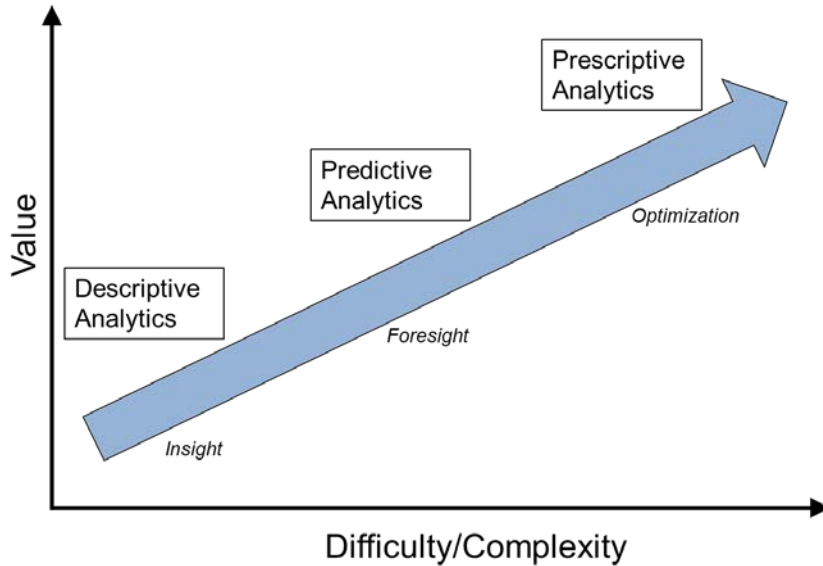 Prescriptive
Analytics
Predictive
Analytics
Optimization
Value
Descriptive
Analytics
Foresight
Insight
Difficulty/Complexity